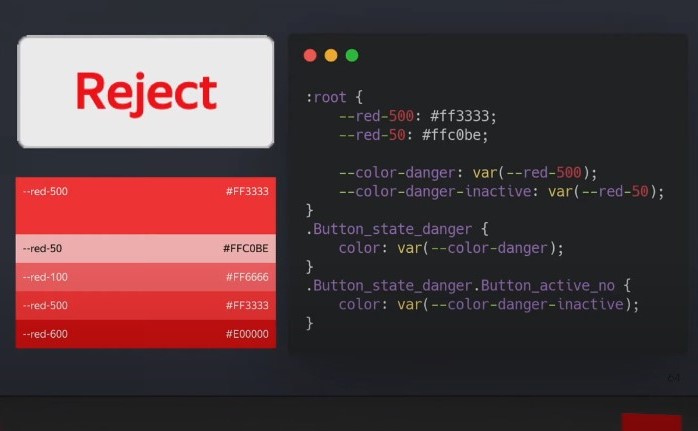 Reject
--red-500 #FF3333
--red-50 #FFC0BE
--red-100 #FF6666
--red-500 #FF3333
--red-600 #E00000
:root {
--red-500: #ff3333;
--red-50: #ffc0be;
--color-danger: var(--red-500);
--color-danger-inactive: var(--red-50);
}
.Button_state_danger {
color: var(--color-danger);
}
.Button_state_danger.Button_active_no {
color: var(--color-danger-inactive);
}
64